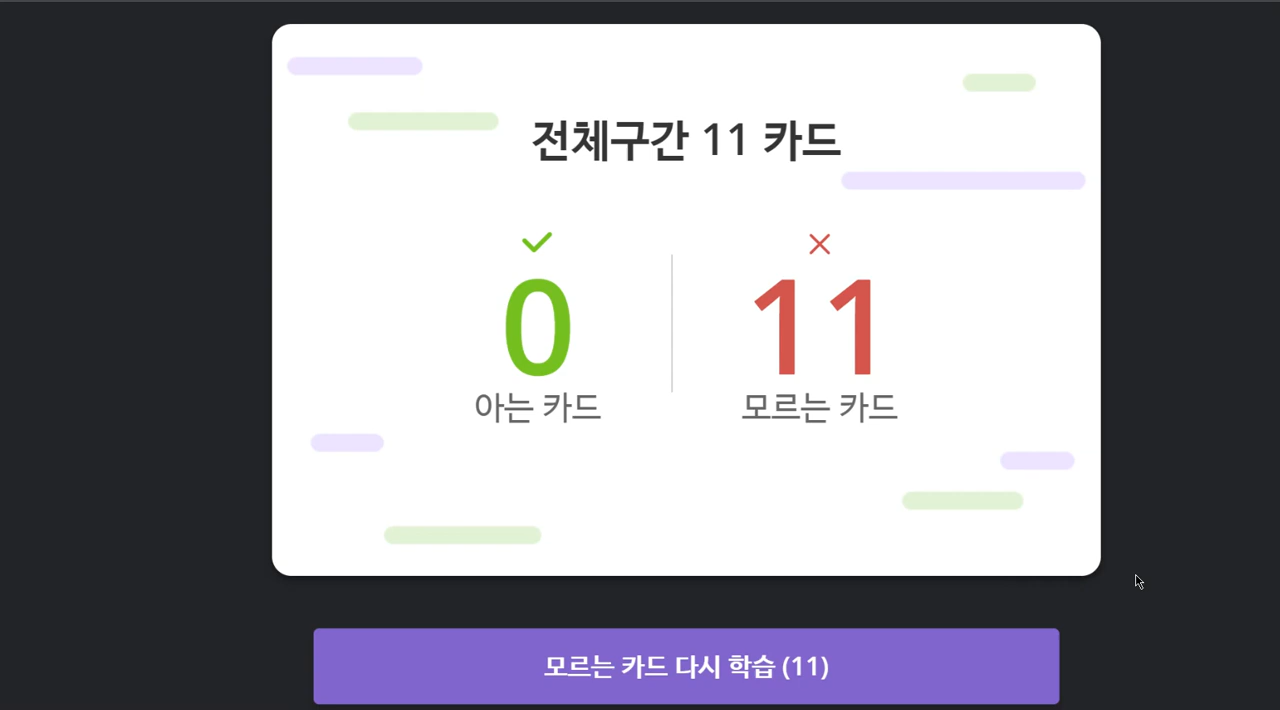 전체구간 11 카드
0
아는 카드
11
모르는 카드
모르는 카드 다시 학습 (11)